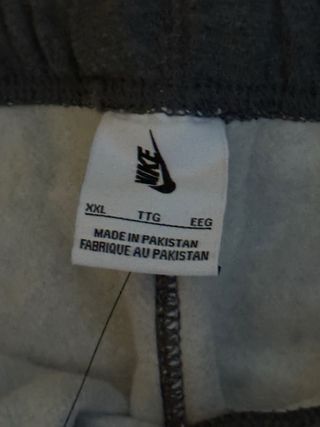 NIKE
XXL TTG EEG
MADE IN PAKISTAN
FABRIQUE AU PAKISTAN